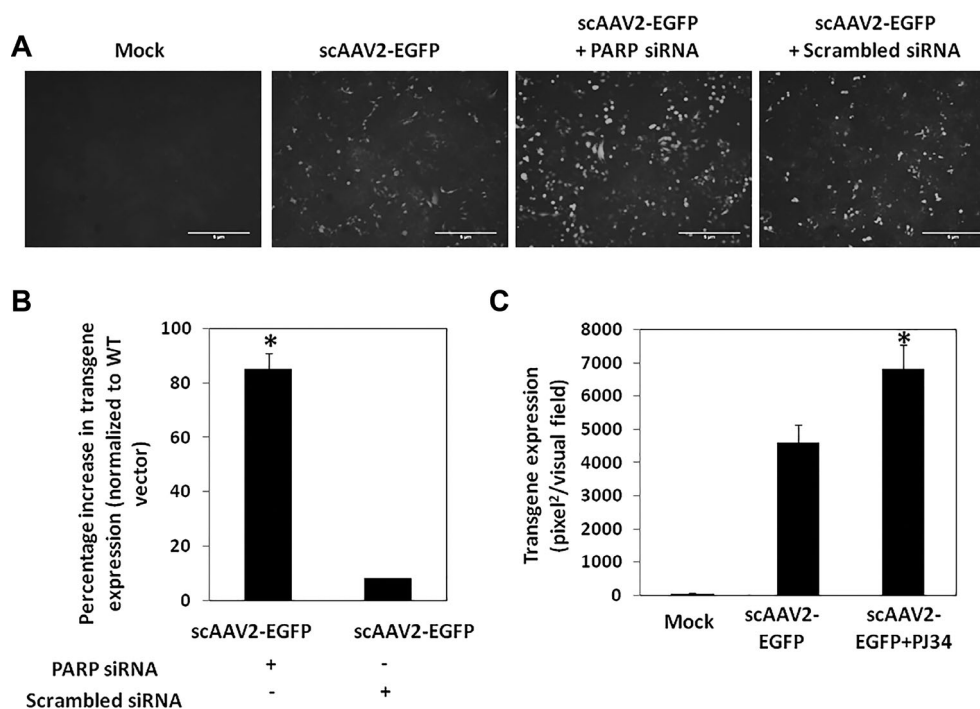 A
Mock
scAAV2-EGFP
scAAV2-EGFP
+ PARP siRNA
scAAV2-EGFP
+ Scrambled siRNA
B
Percentage increase in transgene
expression (normalized to WT
vector)
100
80
60
40
20
0
*
scAAV2-EGFP
scAAV2-EGFP
PARP siRNA + -
Scrambled siRNA - +
C
Transgene expression
(pixel²/visual field)
8000
7000
6000
5000
4000
3000
2000
1000
0
*
Mock
scAAV2-
EGFP
scAAV2-
EGFP+PJ34